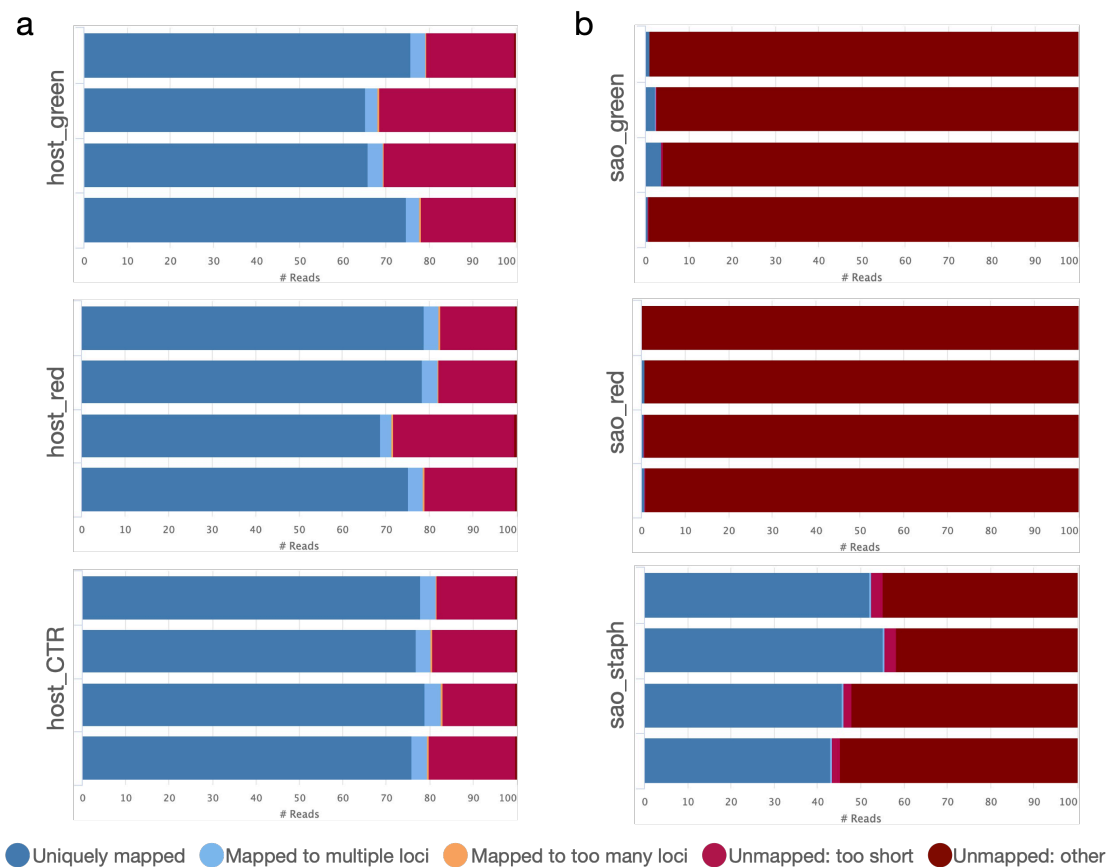 a
host_green
0 10 20 30 40 50 60 70 80 90 100
# Reads
host_red
0 10 20 30 40 50 60 70 80 90 100
# Reads
host_CTR
0 10 20 30 40 50 60 70 80 90 100
# Reads
b
sao_green
0 10 20 30 40 50 60 70 80 90 100
# Reads
sao_red
0 10 20 30 40 50 60 70 80 90 100
# Reads
sao_staph
0 10 20 30 40 50 60 70 80 90 100
# Reads
Uniquely mapped Mapped to multiple loci Mapped to too many loci Unmapped: too short Unmapped: other